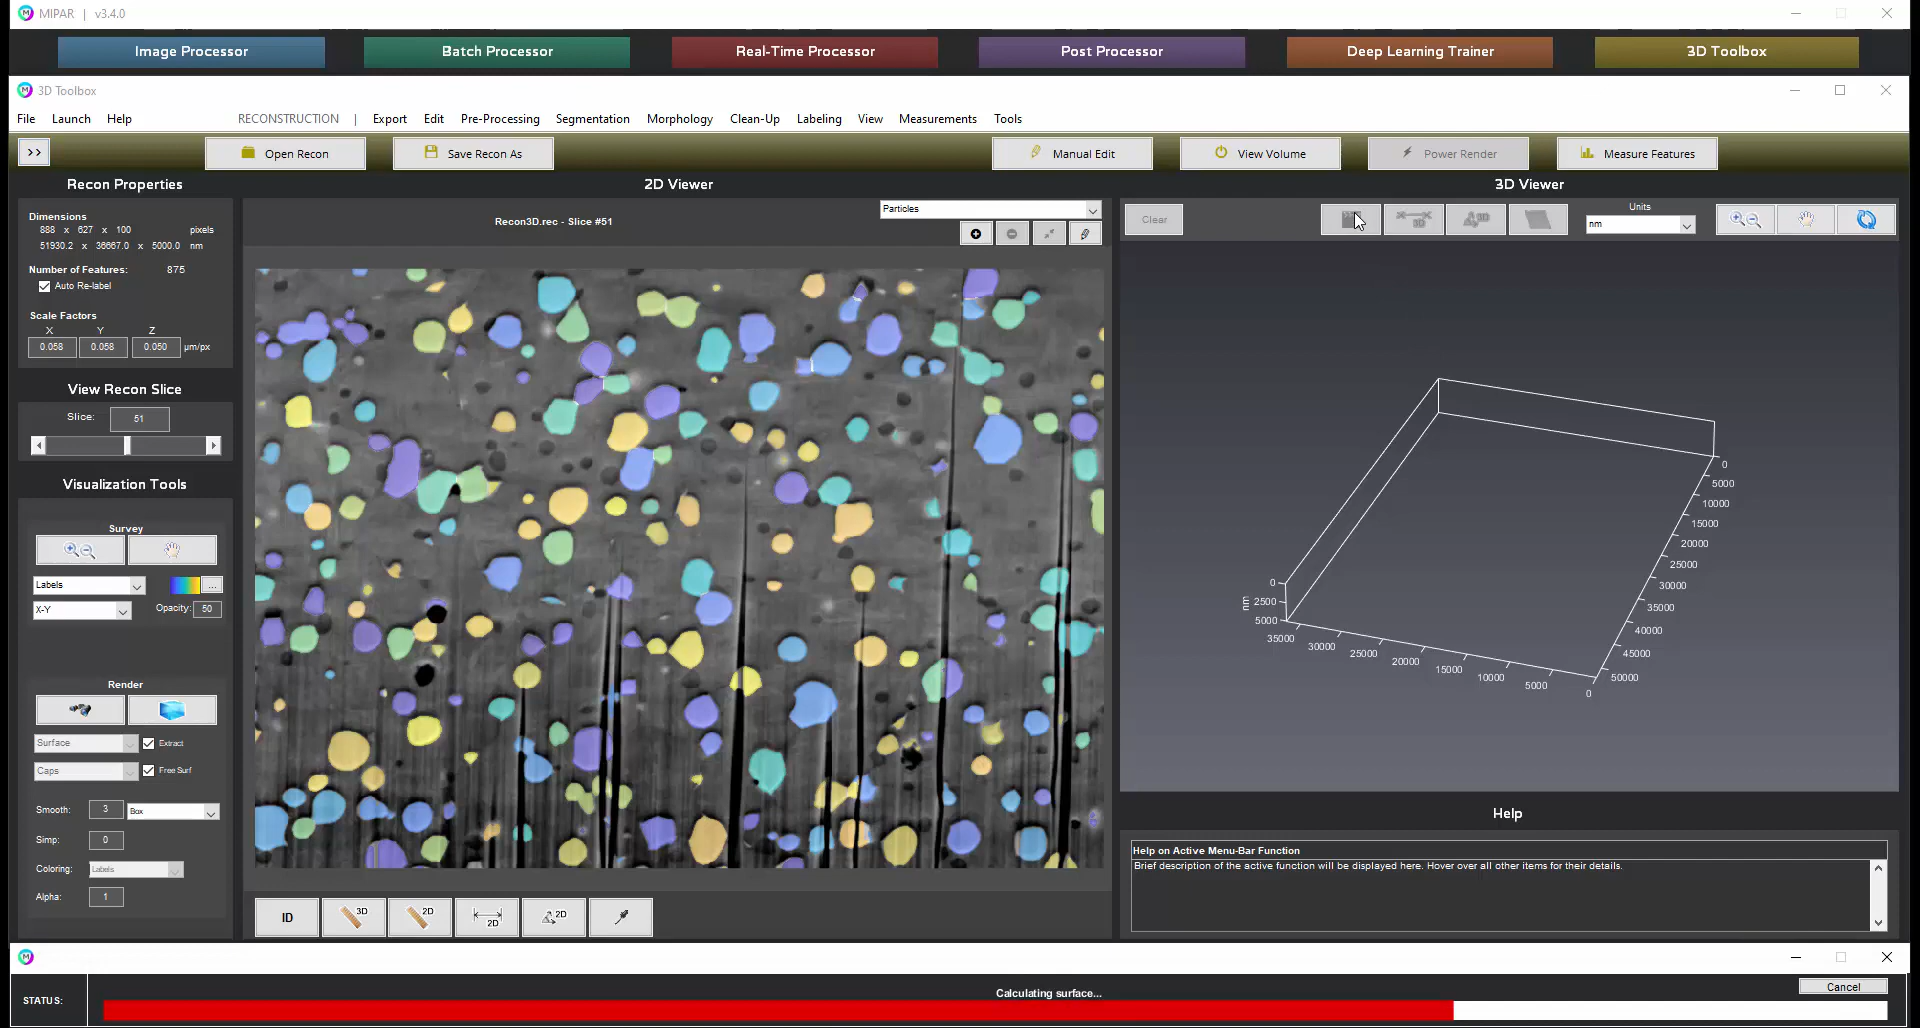 MIPAR | v3.4.0
Image Processor
Batch Processor
Real-Time Processor
Post Processor
Deep Learning Trainer
3D Toolbox
3D Toolbox
File Launch Help RECONSTRUCTION | Export Edit Pre-Processing Segmentation Morphology Clean-Up Labeling View Measurements Tools
>> Open Recon Save Recon As Manual Edit View Volume Power Render Measure Features
Recon Properties
Dimensions
888 x 627 x 100 pixels
51930.2 x 36667.0 x 5000.0 nm
Number of Features: 875
Auto Re-label
Scale Factors
X Y Z
0.058 0.058 0.050 µm/px
View Recon Slice
Slice: 51
Visualization Tools
Survey
Labels
...
X-Y
Opacity: 50
Render
Surface
Extract
Caps
Free Surf
Smooth: 3 Box
Simp: 0
Coloring: Labels
Alpha: 1
2D Viewer
Recon3D.rec - Slice #51
Particles
ID
3D
2D
2D
2D
3D Viewer
Clear
3D
3D
Units
nm
0
5000
10000
15000
20000
25000
30000
35000
40000
45000
50000
0
2500
5000
nm
35000
30000
25000
20000
15000
10000
5000
0
Help
Help on Active Menu-Bar Function
Brief description of the active function will be displayed here. Hover over all other items for their details.
STATUS:
Calculating surface...
Cancel